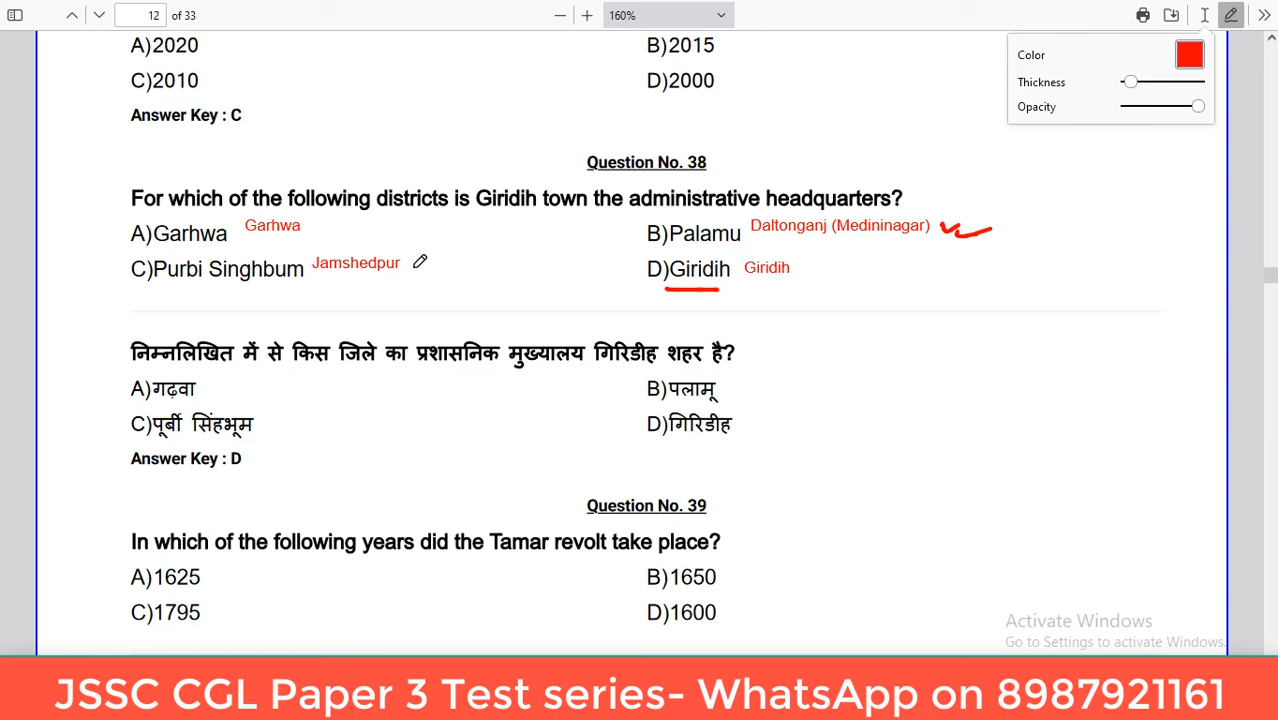 12 of 33
160%
A)2020 B)2015
C)2010 D)2000
Answer Key : C
Color
Thickness
Opacity
Question No. 38
For which of the following districts is Giridih town the administrative headquarters?
A)Garhwa Garhwa B)Palamu Daltonganj (Medininagar)
C)Purbi Singhbum Jamshedpur D)Giridih Giridih
निम्नलिखित में से किस जिले का प्रशासनिक मुख्यालय गिरिडीह शहर है?
A)गढ़वा B)पलामू
C)पूर्बी सिंहभूम D)गिरिडीह
Answer Key : D
Question No. 39
In which of the following years did the Tamar revolt take place?
A)1625 B)1650
C)1795 D)1600
Activate Windows
Go to Settings to activate Windows.
JSSC CGL Paper 3 Test series- WhatsApp on 8987921161